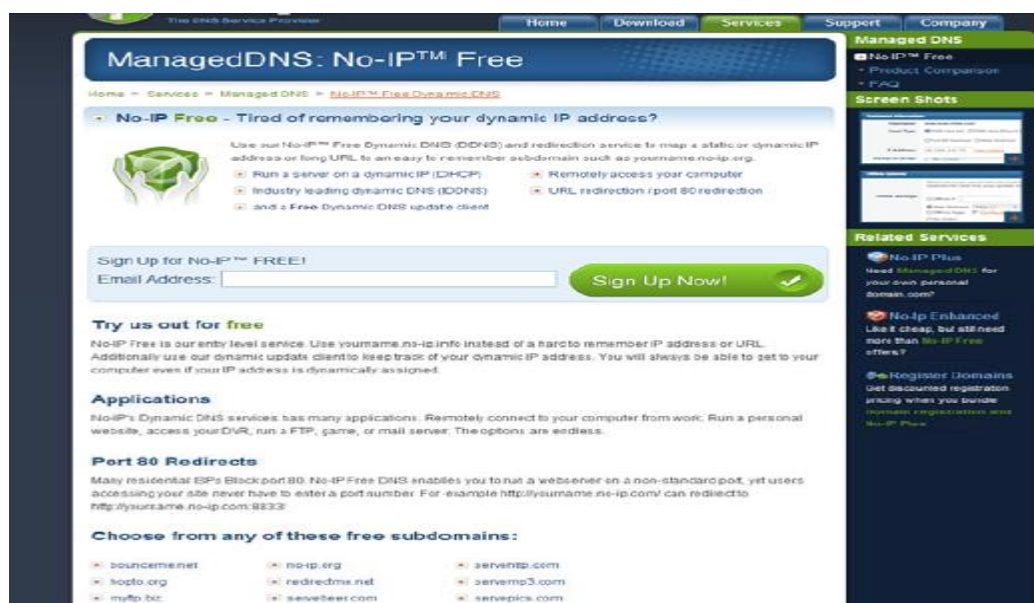 The DNS Service Provider
Home Download Services Support Company
ManagedDNS: No-IP™ Free
Home > Services > Managed DNS > No-IP™ Free Dynamic DNS
No-IP Free - Tired of remembering your dynamic IP address?
Use our No-IP™ Free Dynamic DNS (DDNS) and redirection service to map a static or dynamic IP
address or long URL to an easy to remember subdomain such as yourname.no-ip.org.
Run a server on a dynamic IP (DHCP)
Remotely access your computer
Industry leading dynamic DNS (IDDNS)
URL redirection / port 80 redirection
and a Free Dynamic DNS update client
Sign Up for No-IP™ FREE!
Email Address:
Sign Up Now!
Try us out for free
No-IP Free is our entry level service. Use yourname.no-ip.info instead of a hard to remember IP address or URL.
Additionally use our dynamic update client to keep track of your dynamic IP address. You will always be able to get to your
computer even if your IP address is dynamically assigned.
Applications
No-IP's Dynamic DNS services has many applications. Remotely connect to your computer from work. Run a personal
website, access your DVR, run a FTP, game, or mail server. The options are endless.
Port 80 Redirects
Many residential ISPs Block port 80. No-IP Free DNS enables you to run a webserver on a non-standard port, yet users
accessing your site never have to enter a port number. For example http://yourname.no-ip.com/ can redirect to
http://yourname.no-ip.com:8833!
Choose from any of these free subdomains:
bounceme.net no-ip.org servehttp.com
hopto.org redirectme.net servemp3.com
myftp.biz servebeer.com servepics.com
Managed DNS
No-IP™ Free
Product Comparison
FAQ
Screen Shots
Related Services
No-IP Plus
Need Managed DNS for
your own personal
domain.com?
No-Ip Enhanced
Like it cheap, but still need
more than No-IP Free
offers?
Register Domains
Get discounted registration
pricing when you bundle
domain registration and
No-IP Plus